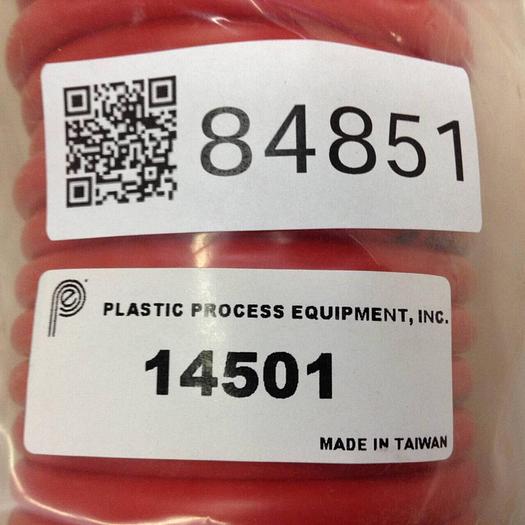 84851
PLASTIC PROCESS EQUIPMENT, INC.
14501
MADE IN TAIWAN